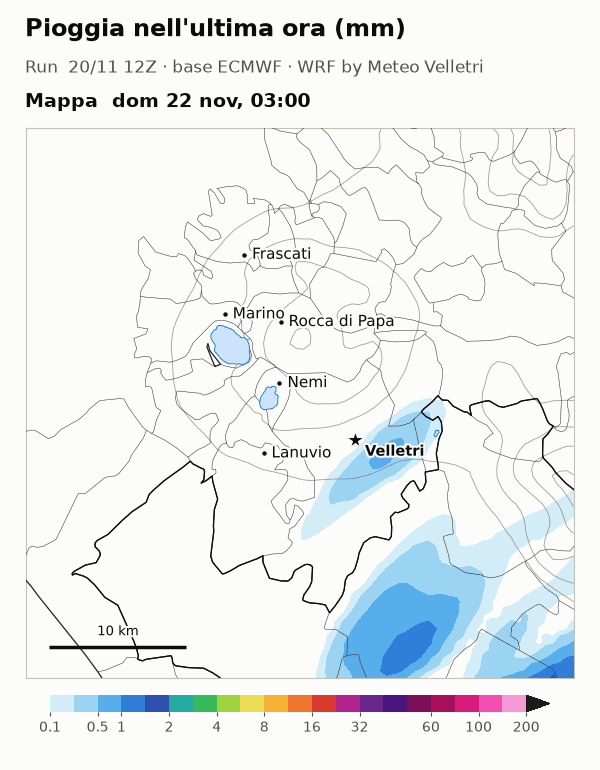 Pioggia nell'ultima ora (mm)
Run  20/11 12Z · base ECMWF · WRF by Meteo Velletri
Mappa  dom 22 nov, 03:00
Frascati
Marino
Rocca di Papa
Nemi
Velletri
Lanuvio
10 km
0.1 0.5 1 2 4 8 16 32 60 100 200